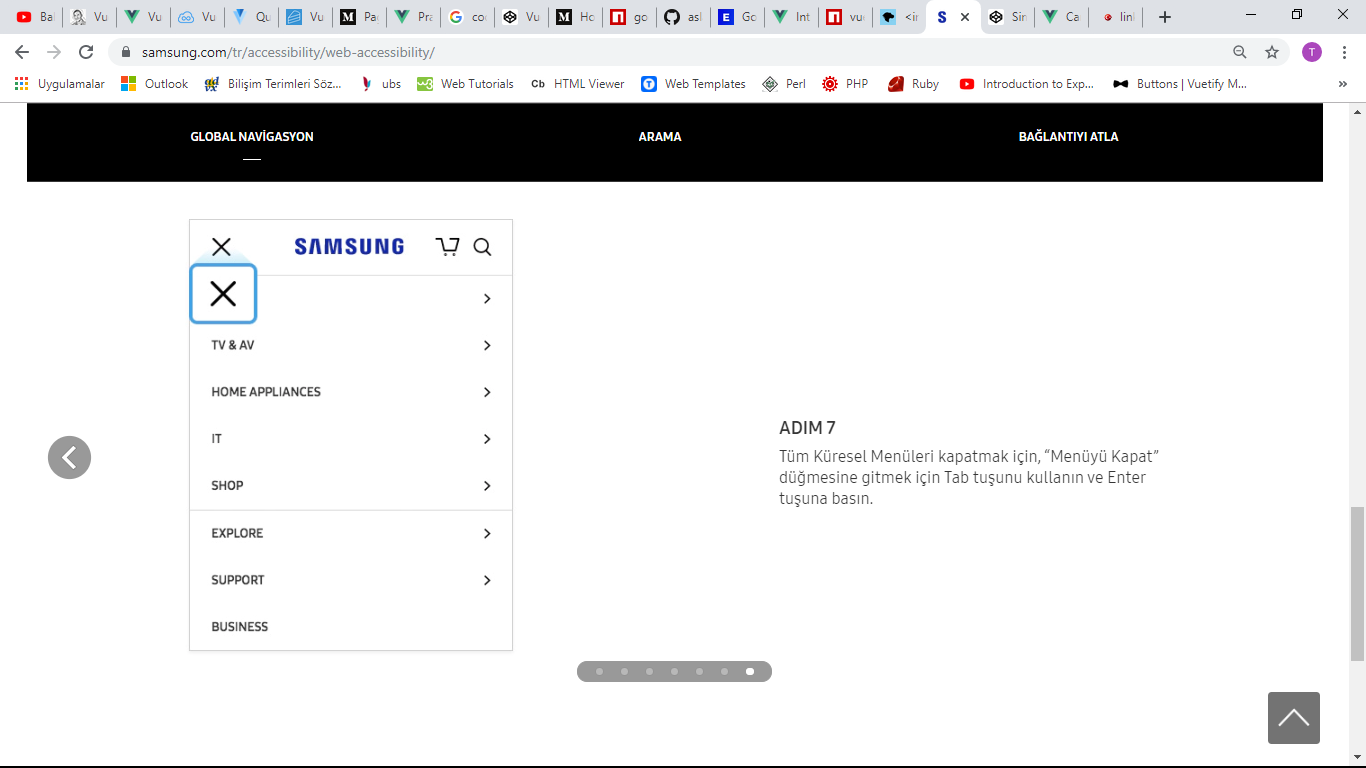 Ba
Vu
Vu
Vu
Qu
Vu
Pa
Pra
co
Vu
Ho
go
asl
Go
Int
vu
<ir
S
Sin
Ca
linl
samsung.com/tr/accessibility/web-accessibility/
T
Uygulamalar
Outlook
Bilişim Terimleri Söz...
ubs
Web Tutorials
Cb HTML Viewer
Web Templates
Perl
PHP
Ruby
Introduction to Exp...
Buttons | Vuetify M...
GLOBAL NAVİGASYON
ARAMA
BAĞLANTIYI ATLA
SAMSUNG
TV & AV
HOME APPLIANCES
IT
SHOP
EXPLORE
SUPPORT
BUSINESS
ADIM 7
Tüm Küresel Menüleri kapatmak için, “Menüyü Kapat”
düğmesine gitmek için Tab tuşunu kullanın ve Enter
tuşuna basın.